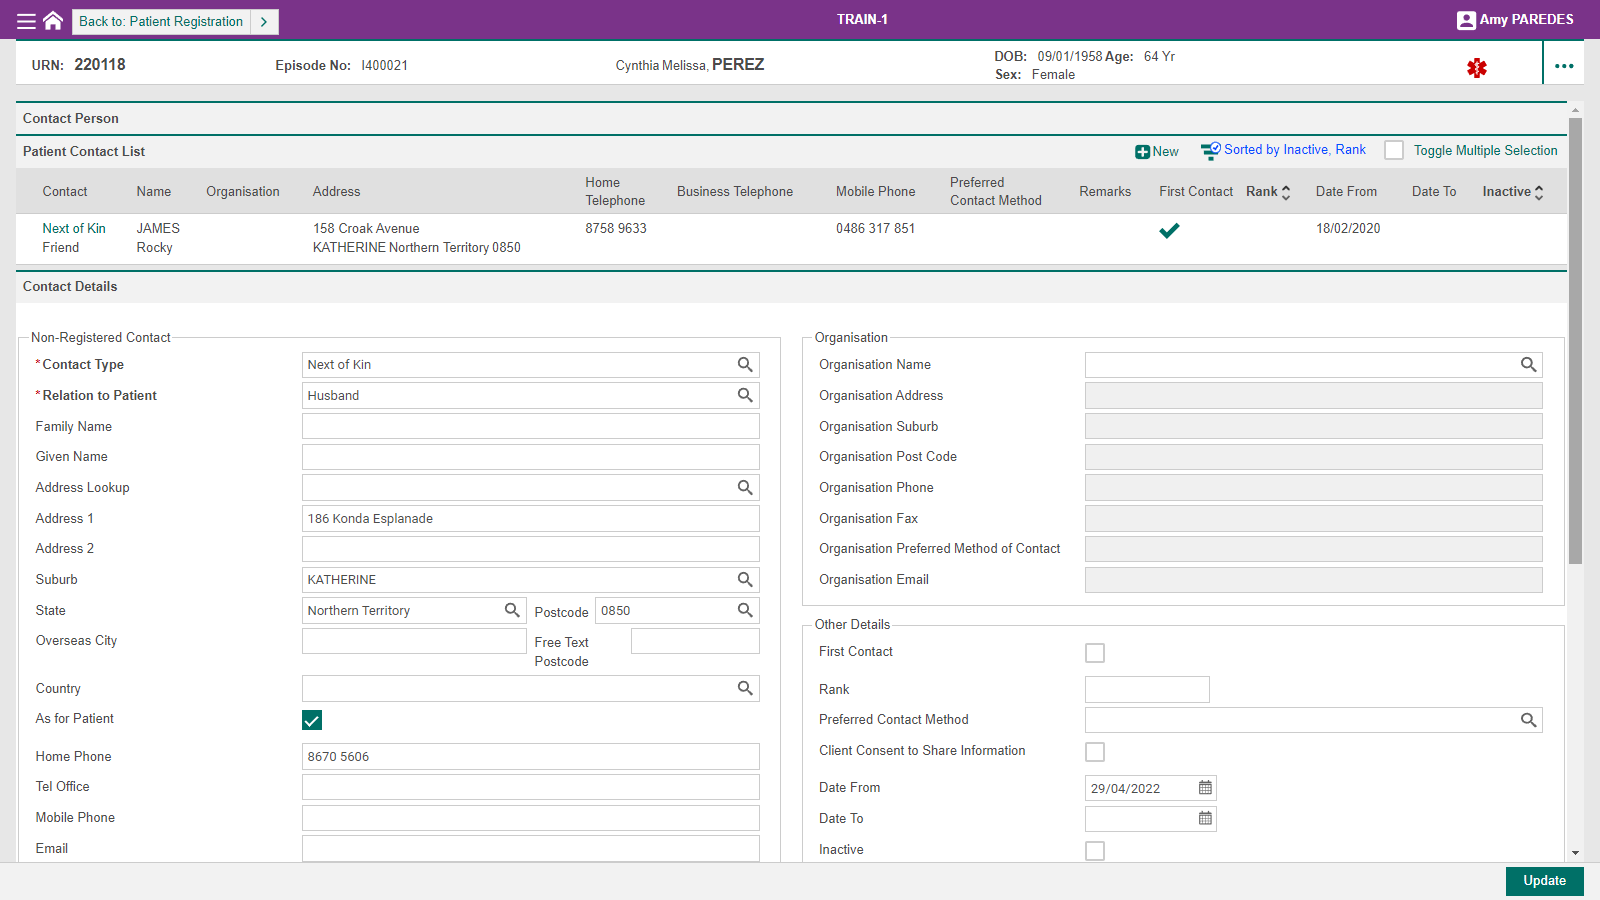 Back to: Patient Registration
TRAIN-1
Amy PAREDES
URN: 220118
Episode No: I400021
Cynthia Melissa, PEREZ
DOB: 09/01/1958 Age: 64 Yr
Sex: Female
Contact Person
Patient Contact List
New
Sorted by Inactive, Rank
Toggle Multiple Selection
Contact
Name
Organisation
Address
Home Telephone
Business Telephone
Mobile Phone
Preferred Contact Method
Remarks
First Contact
Rank
Date From
Date To
Inactive
Next of Kin
JAMES
158 Croak Avenue
8758 9633
0486 317 851
18/02/2020
Friend
Rocky
KATHERINE Northern Territory 0850
Contact Details
Non-Registered Contact
*Contact Type
Next of Kin
*Relation to Patient
Husband
Family Name
Given Name
Address Lookup
Address 1
186 Konda Esplanade
Address 2
Suburb
KATHERINE
State
Northern Territory
Postcode
0850
Overseas City
Free Text Postcode
Country
As for Patient
Home Phone
8670 5606
Tel Office
Mobile Phone
Email
Organisation
Organisation Name
Organisation Address
Organisation Suburb
Organisation Post Code
Organisation Phone
Organisation Fax
Organisation Preferred Method of Contact
Organisation Email
Other Details
First Contact
Rank
Preferred Contact Method
Client Consent to Share Information
Date From
29/04/2022
Date To
Inactive
Update